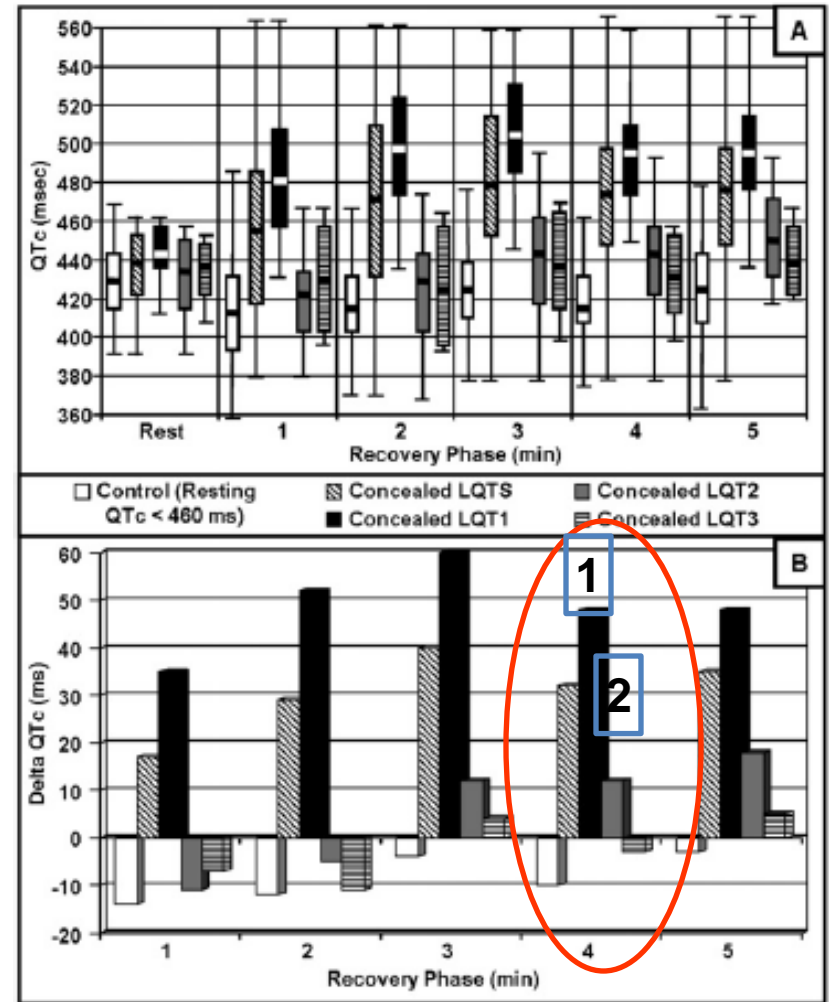 A
560
540
520
500
480
460
440
420
400
380
360
QTc (msec)
Rest 1 2 3 4 5
Recovery Phase (min)
Control (Resting QTc < 460 ms)
Concealed LQTS
Concealed LQT1
Concealed LQT2
Concealed LQT3
B
60
50
40
30
20
10
0
-10
-20
Delta QTc (ms)
1
2
1 2 3 4 5
Recovery Phase (min)